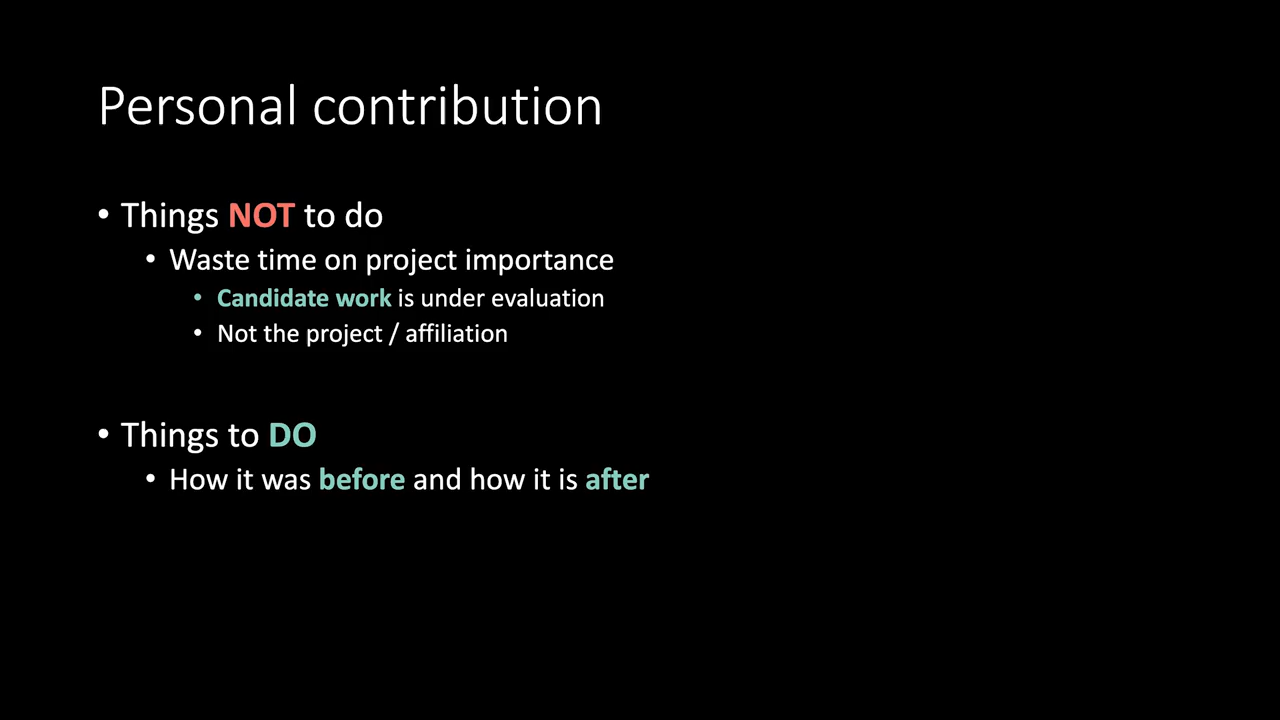 Personal contribution
• Things NOT to do
• Waste time on project importance
• Candidate work is under evaluation
• Not the project / affiliation
• Things to DO
• How it was before and how it is after